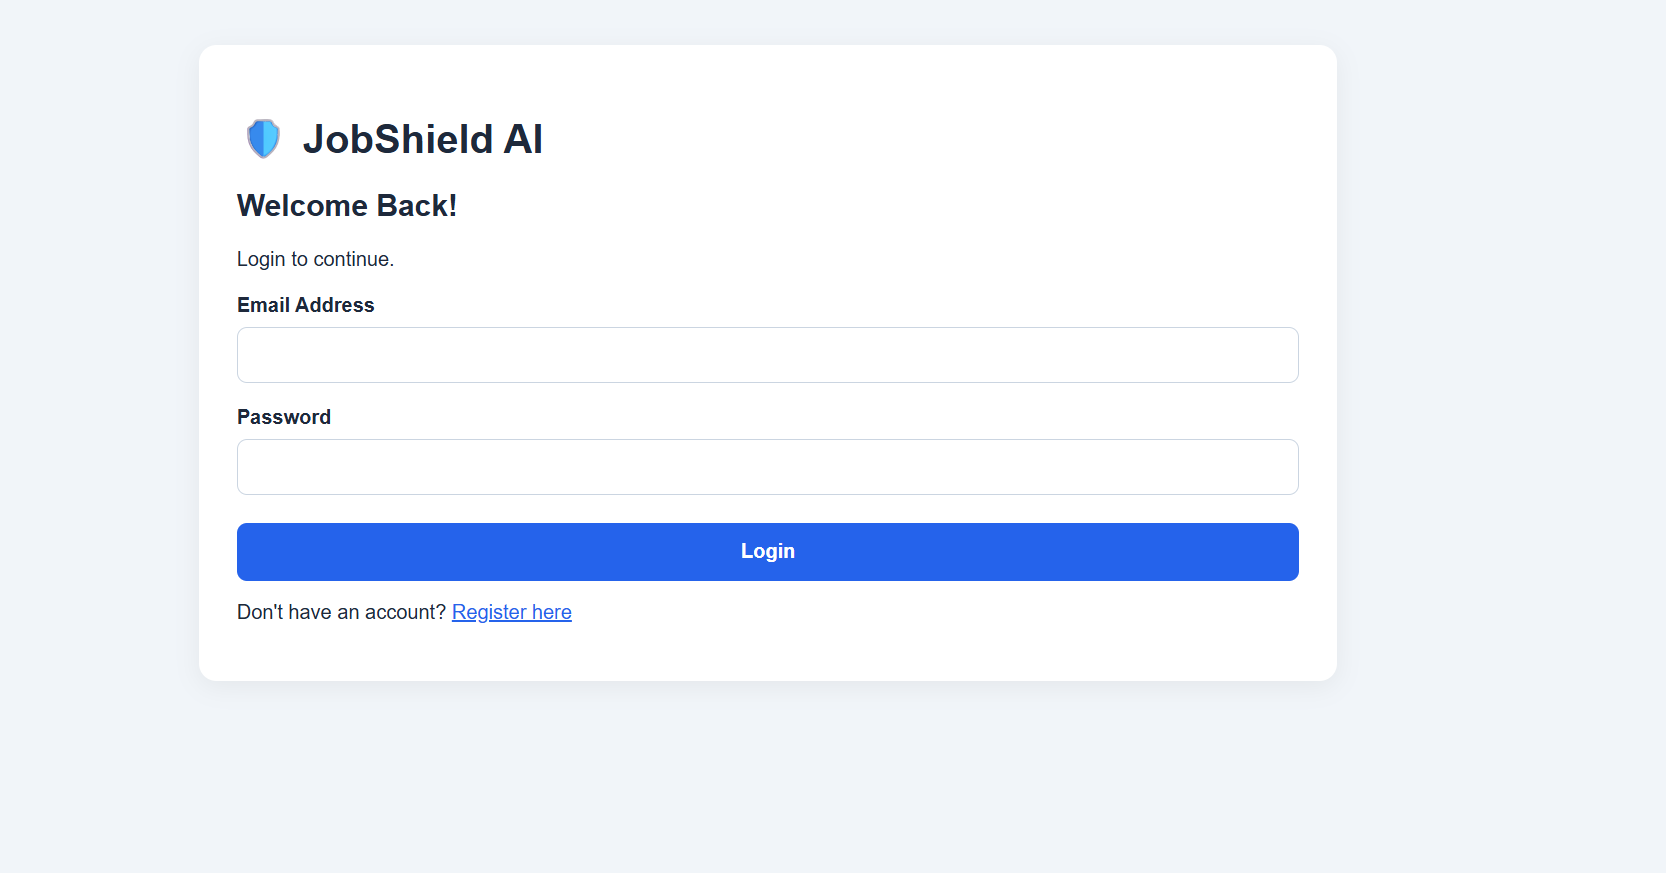 JobShield AI
Welcome Back!
Login to continue.
Email Address
Password
Login
Don't have an account? Register here